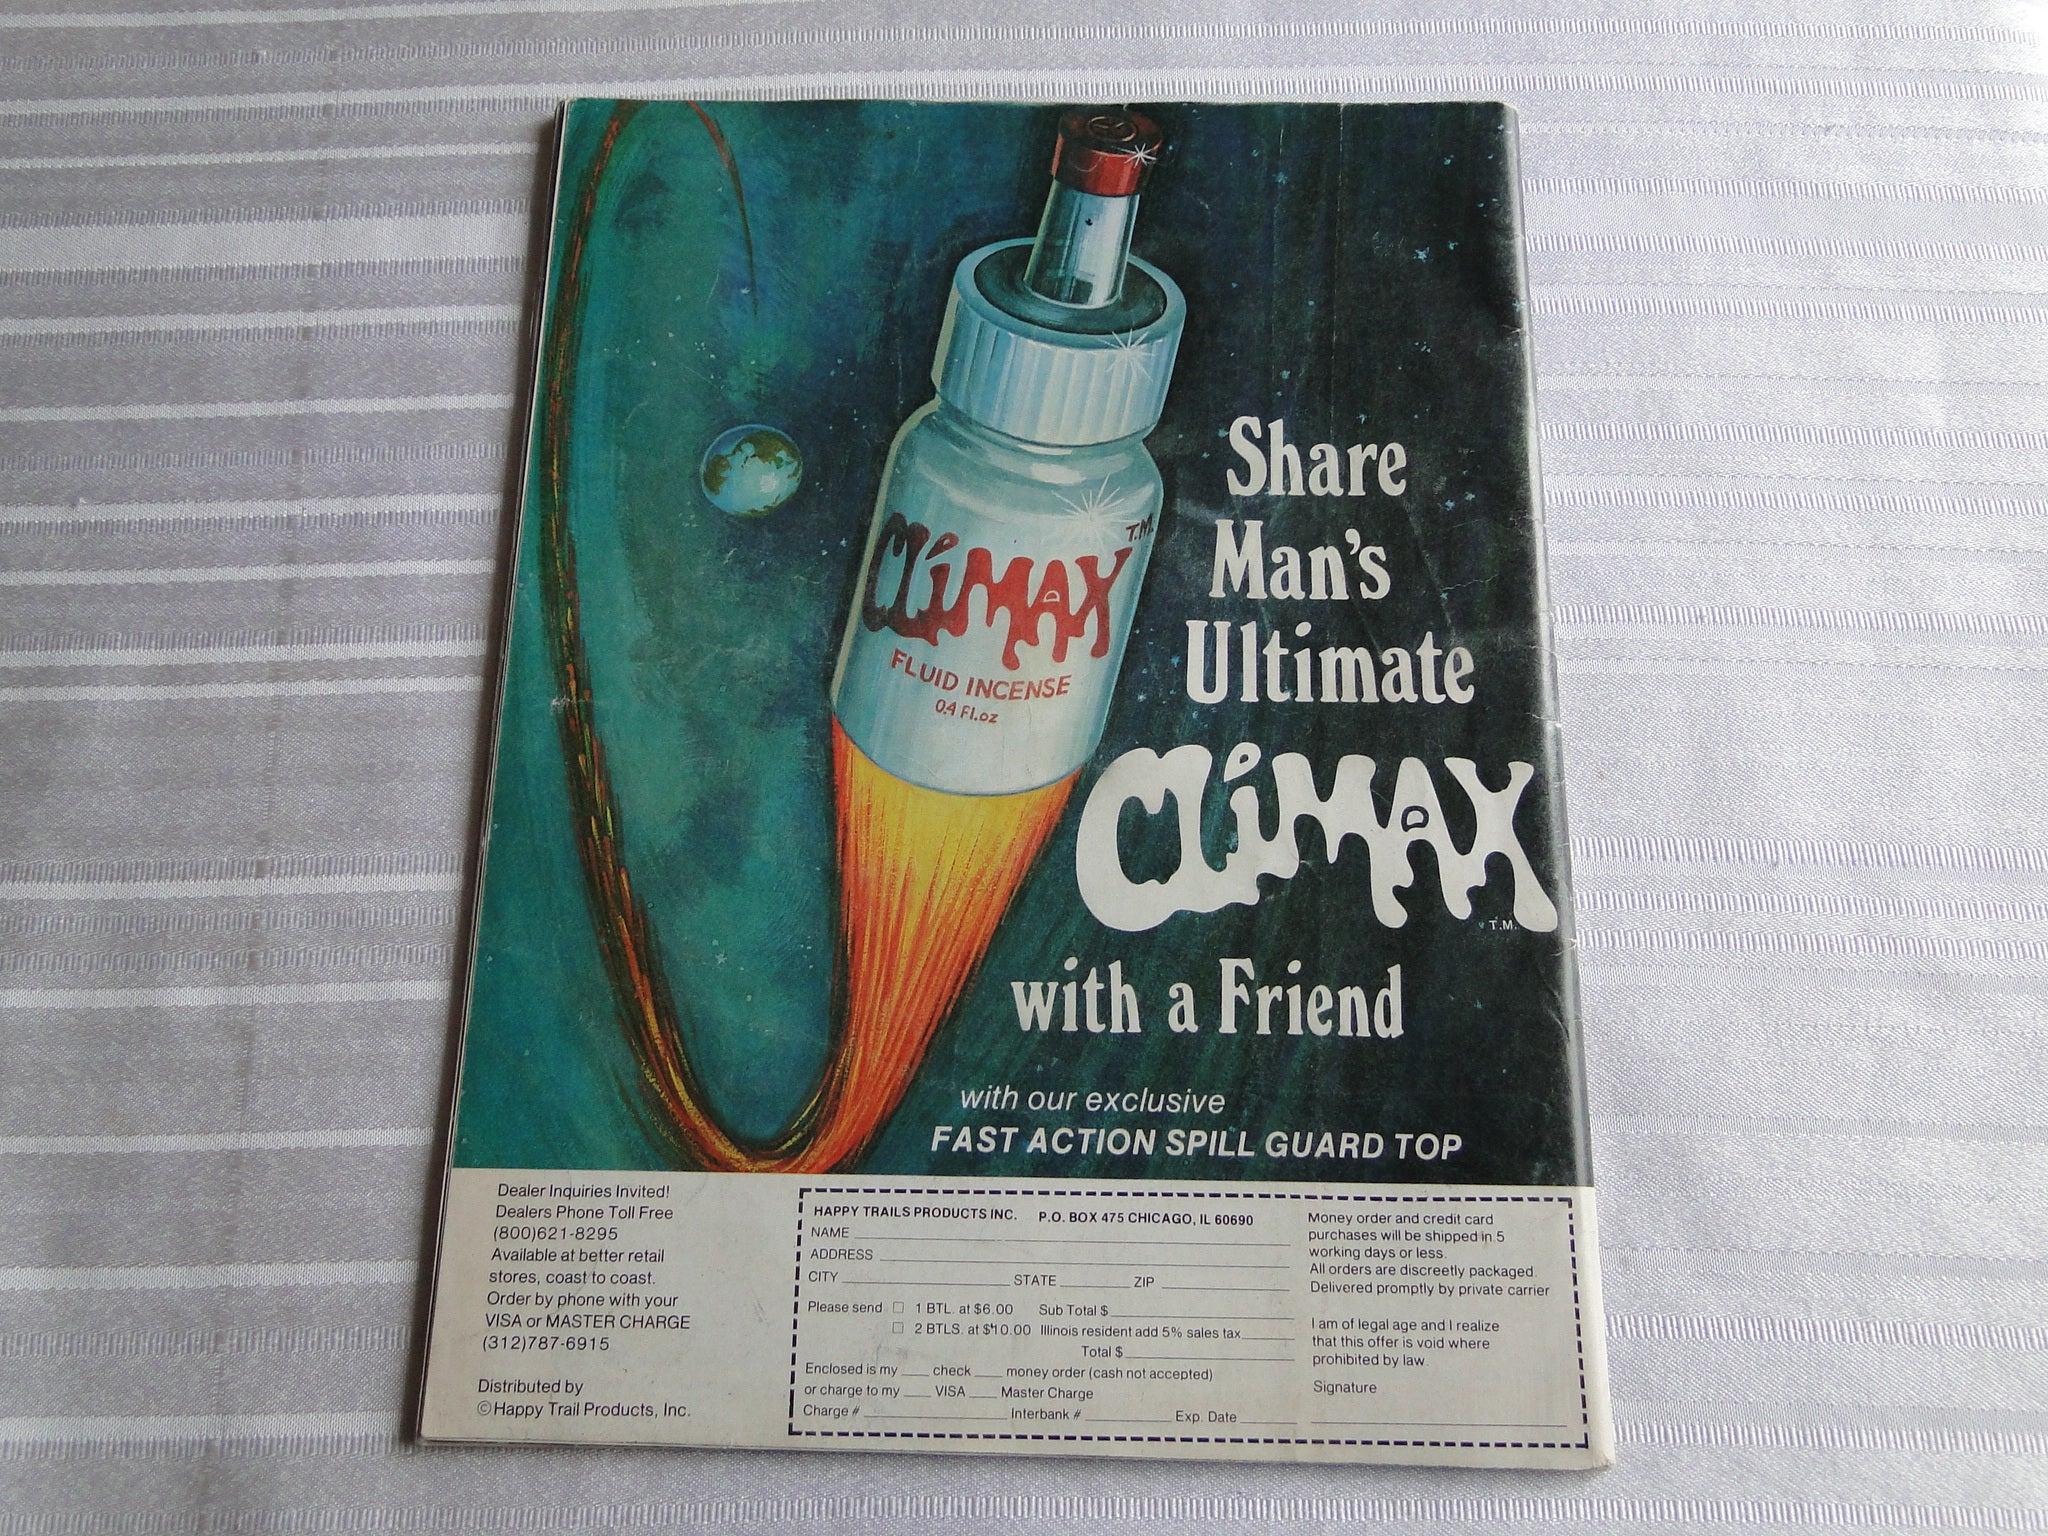 CLiMAX T.M.
FLUID INCENSE
0.4 Fl.oz
Share
Man's
Ultimate
CLiMAX
T.M.
with a Friend
with our exclusive
FAST ACTION SPILL GUARD TOP
Dealer Inquiries Invited!
Dealers Phone Toll Free
(800)621-8295
Available at better retail
stores, coast to coast.
Order by phone with your
VISA or MASTER CHARGE
(312)787-6915
Distributed by
©Happy Trail Products, Inc.
HAPPY TRAILS PRODUCTS INC. P.O. BOX 475 CHICAGO, IL 60690
NAME
ADDRESS
CITY STATE ZIP
Please send 1 BTL. at $6.00 Sub Total $
2 BTLS. at $10.00 Illinois resident add 5% sales tax
Total $
Enclosed is my check money order (cash not accepted)
or charge to my VISA Master Charge
Charge # Interbank # Exp. Date
Money order and credit card
purchases will be shipped in 5
working days or less.
All orders are discreetly packaged.
Delivered promptly by private carrier
I am of legal age and I realize
that this offer is void where
prohibited by law.
Signature